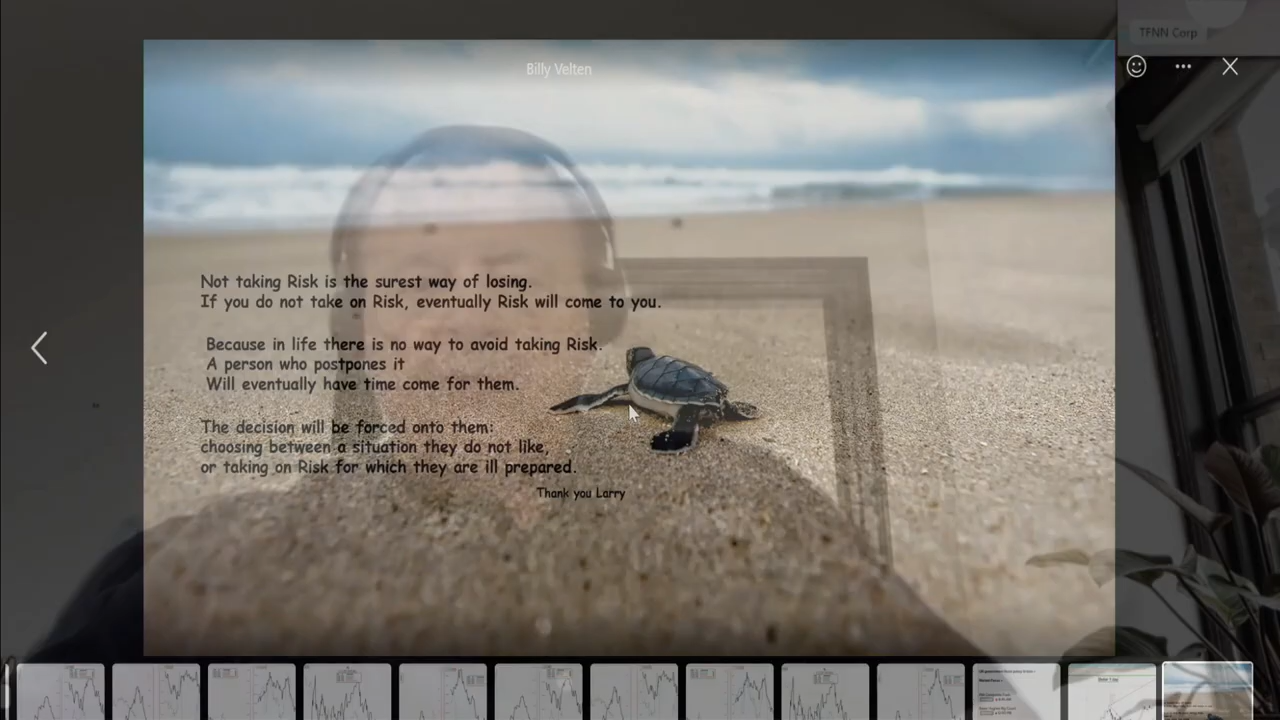 TFNN Corp
Billy Velten
Not taking Risk is the surest way of losing.
If you do not take on Risk, eventually Risk will come to you.
Because in life there is no way to avoid taking Risk.
A person who postpones it
Will eventually have time come for them.
The decision will be forced onto them:
choosing between a situation they do not like,
or taking on Risk for which they are ill prepared.
Thank you Larry